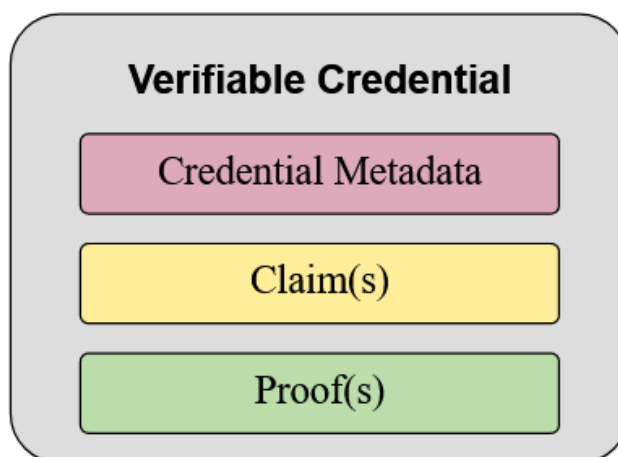 Verifiable Credential
Credential Metadata
Claim(s)
Proof(s)